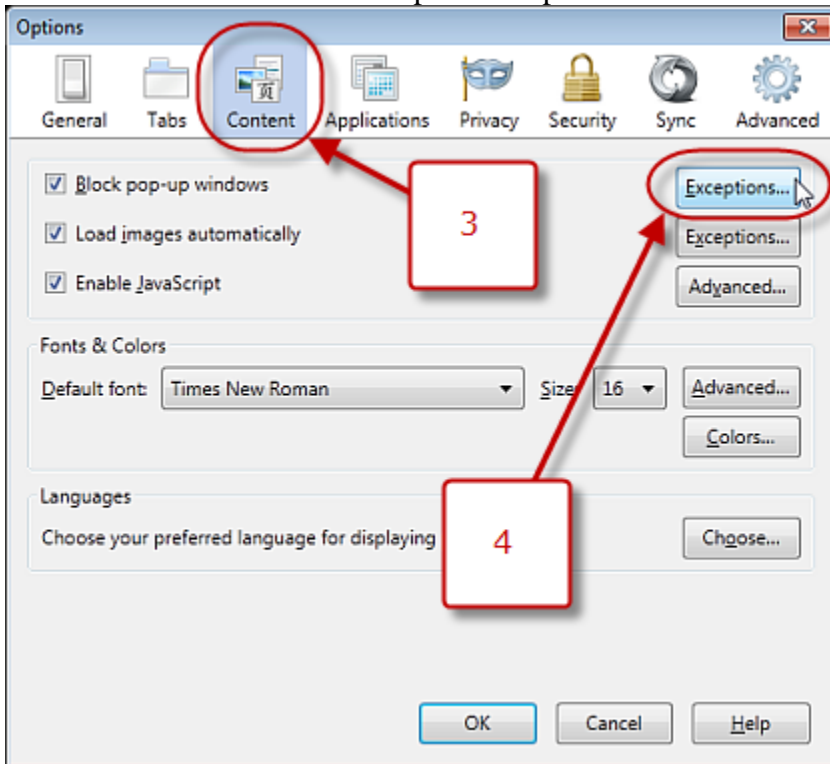 Options
General Tabs Content Applications Privacy Security Sync Advanced
页
3
Block pop-up windows Exceptions...
Load images automatically Exceptions...
Enable JavaScript Advanced...
Fonts & Colors
Default font: Times New Roman Size: 16 Advanced...
Colors...
Languages
Choose your preferred language for displaying Choose...
4
OK Cancel Help